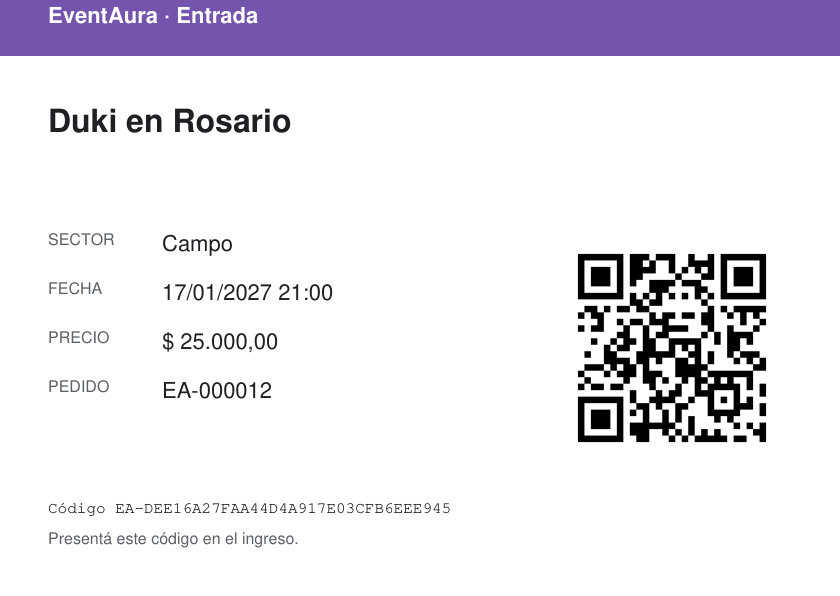 EventAura · Entrada
Duki en Rosario
SECTOR Campo
FECHA 17/01/2027 21:00
PRECIO $ 25.000,00
PEDIDO EA-000012
Código EA-DEE16A27FAA44D4A917E03CFB6EEE945
Presentá este código en el ingreso.